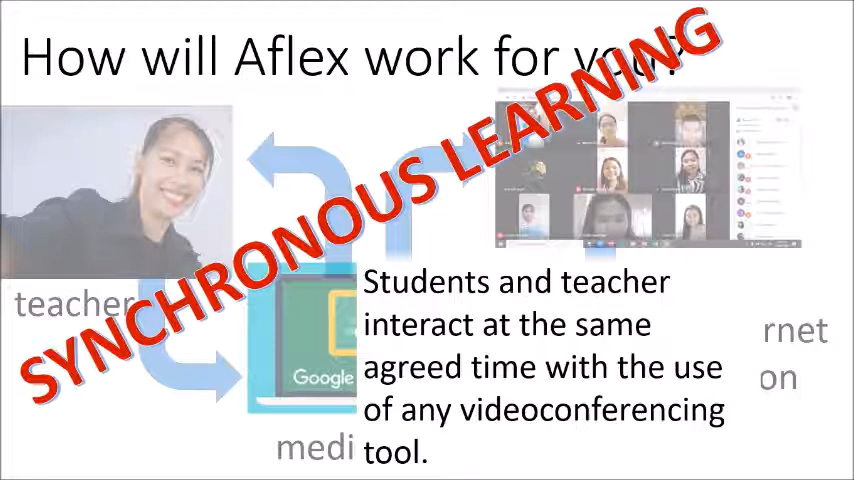 How will Aflex work for you?
SYNCHRONOUS LEARNING
teacher
Students and teacher
interact at the same
agreed time with the use
of any videoconferencing
tool.
Google
medi
rnet
on